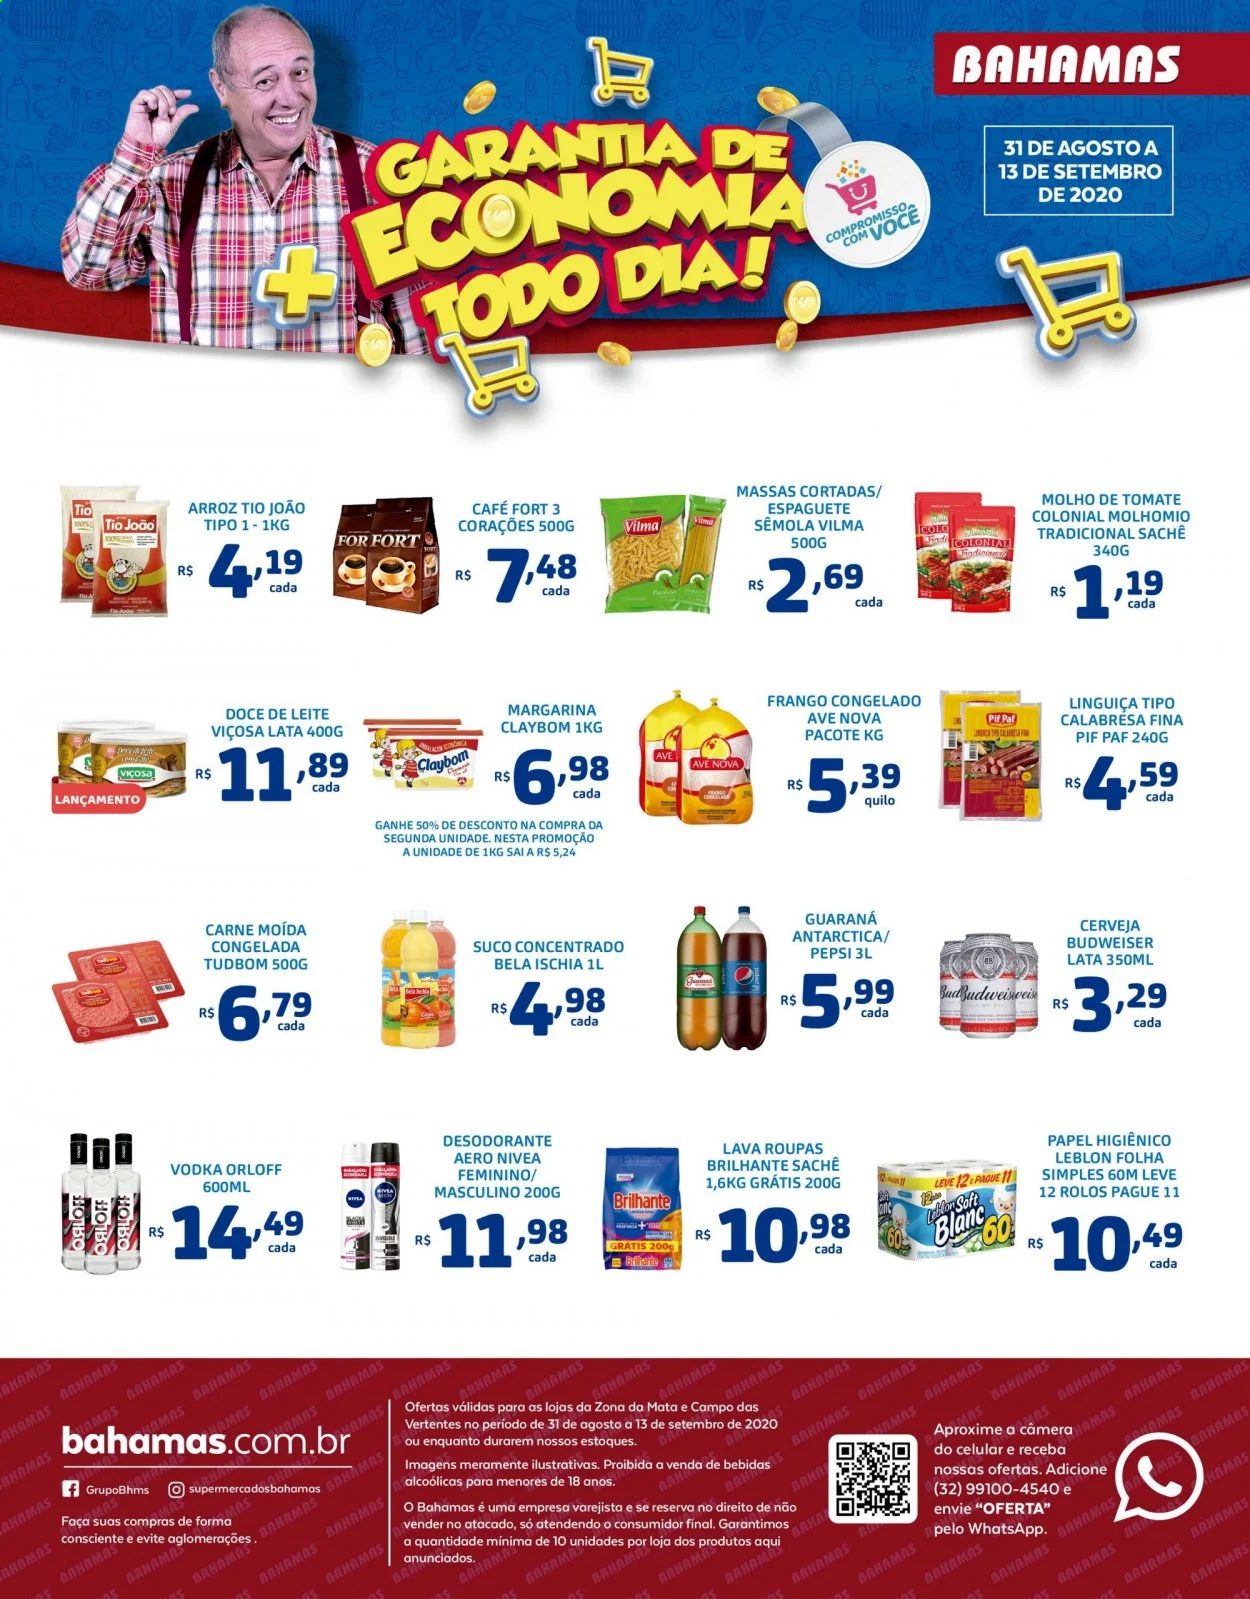 BAHAMAS
31 DE AGOSTO A
13 DE SETEMBRO
DE 2020
GARANTIA DE
ECONOMIA
TODO DIA!
COMPROMISSO
COM VOCÊ
ARROZ TIO JOÃO
TIPO 1 - 1KG
R$ 4,19
cada
CAFÉ FORT 3
CORAÇÕES 500G
R$ 7,48
cada
MASSAS CORTADAS/
ESPAGUETE
SÊMOLA VILMA
500G
R$ 2,69
cada
MOLHO DE TOMATE
COLONIAL MOLHOMIO
TRADICIONAL SACHÊ
340G
R$ 1,19
cada
DOCE DE LEITE
VIÇOSA LATA 400G
R$ 11,89
cada
LANÇAMENTO
MARGARINA
CLAYBOM 1KG
R$ 6,98
cada
GANHE 50% DE DESCONTO NA COMPRA DA
SEGUNDA UNIDADE. NESTA PROMOÇÃO
A UNIDADE DE 1KG SAI A R$ 5,24
FRANGO CONGELADO
AVE NOVA
PACOTE KG
R$ 5,39
quilo
LINGUIÇA TIPO
CALABRESA FINA
PIF PAF 240G
R$ 4,59
cada
CARNE MOÍDA
CONGELADA
TUDBOM 500G
R$ 6,79
cada
SUCO CONCENTRADO
BELA ISCHIA 1L
R$ 4,98
cada
GUARANÁ
ANTARCTICA/
PEPSI 3L
R$ 5,99
cada
CERVEJA
BUDWEISER
LATA 350ML
R$ 3,29
cada
VODKA ORLOFF
600ML
R$ 14,49
cada
DESODORANTE
AERO NIVEA
FEMININO/
MASCULINO 200G
R$ 11,98
cada
LAVA ROUPAS
BRILHANTE SACHÊ
1,6KG GRÁTIS 200G
R$ 10,98
cada
PAPEL HIGIÊNICO
LEBLON FOLHA
SIMPLES 60M LEVE
12 ROLOS PAGUE 11
R$ 10,49
cada
bahamas.com.br
GrupoBhms supermercadosbahamas
Faça suas compras de forma
consciente e evite aglomerações.
Ofertas válidas para as lojas da Zona da Mata e Campo das
Vertentes no período de 31 de agosto a 13 de setembro de 2020
ou enquanto durarem nossos estoques.
Imagens meramente ilustrativas. Proibida a venda de bebidas
alcoólicas para menores de 18 anos.
O Bahamas é uma empresa varejista e se reserva no direito de não
vender no atacado, só atendendo o consumidor final. Garantimos
a quantidade mínima de 10 unidades por loja dos produtos aqui
anunciados.
Aproxime a câmera
do celular e receba
nossas ofertas. Adicione
(32) 99100-4540 e
envie “OFERTA”
pelo WhatsApp.